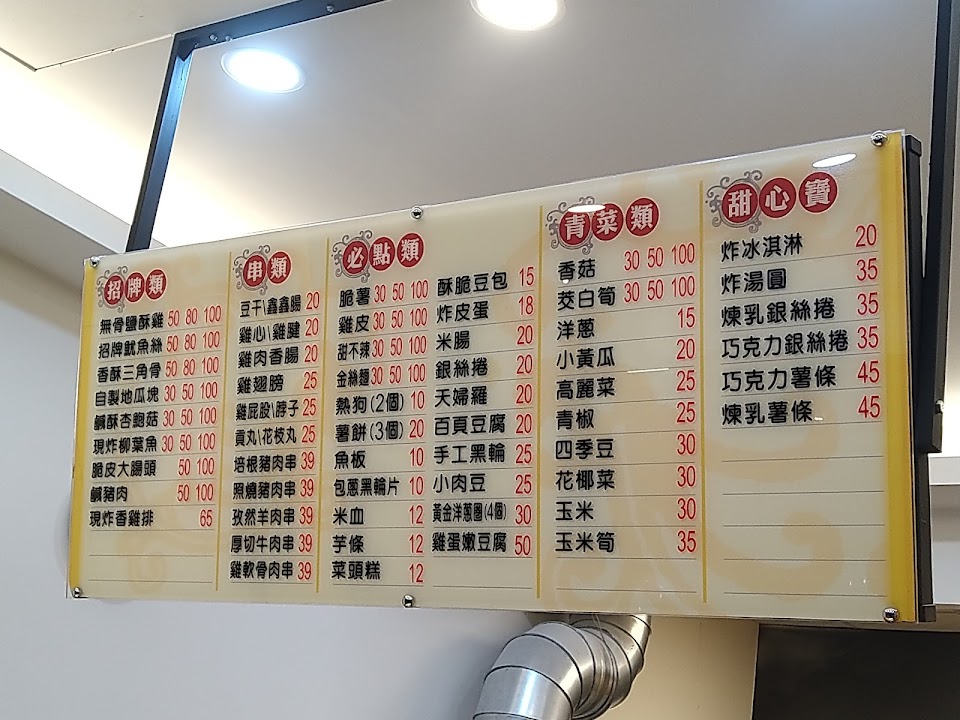 招牌類
無骨鹽酥雞 50 80 100
招牌魷魚絲 50 80 100
香酥三角骨 50 80 100
自製地瓜塊 30 50 100
鹹酥杏鮑菇 30 50 100
現炸柳葉魚 30 50 100
脆皮大腸頭 50 100
鹹豬肉 50 100
現炸香雞排 65
串類
豆干\鑫鑫腸 20
雞心\雞腱 20
雞肉香腸 20
雞翅膀 25
雞屁股\脖子 25
貢丸\花枝丸 25
培根豬肉串 39
照燒豬肉串 39
孜然羊肉串 39
厚切牛肉串 39
雞軟骨肉串 39
必點類
脆薯 30 50 100
雞皮 30 50 100
甜不辣 30 50 100
金絲麵 30 50 100
熱狗(2個) 10
薯餅(3個) 20
魚板 10
包蔥黑輪片 10
米血 12
芋條 12
菜頭糕 12
酥脆豆包 15
炸皮蛋 18
米腸 20
銀絲捲 20
天婦羅 20
百頁豆腐 20
手工黑輪 25
小肉豆 25
黃金洋蔥圈(4個) 30
雞蛋嫩豆腐 50
青菜類
香菇 30 50 100
茭白筍 30 50 100
洋蔥 15
小黃瓜 20
高麗菜 25
青椒 25
四季豆 30
花椰菜 30
玉米 30
玉米筍 35
甜心寶
炸冰淇淋 20
炸湯圓 35
煉乳銀絲捲 35
巧克力銀絲捲 35
巧克力薯條 45
煉乳薯條 45